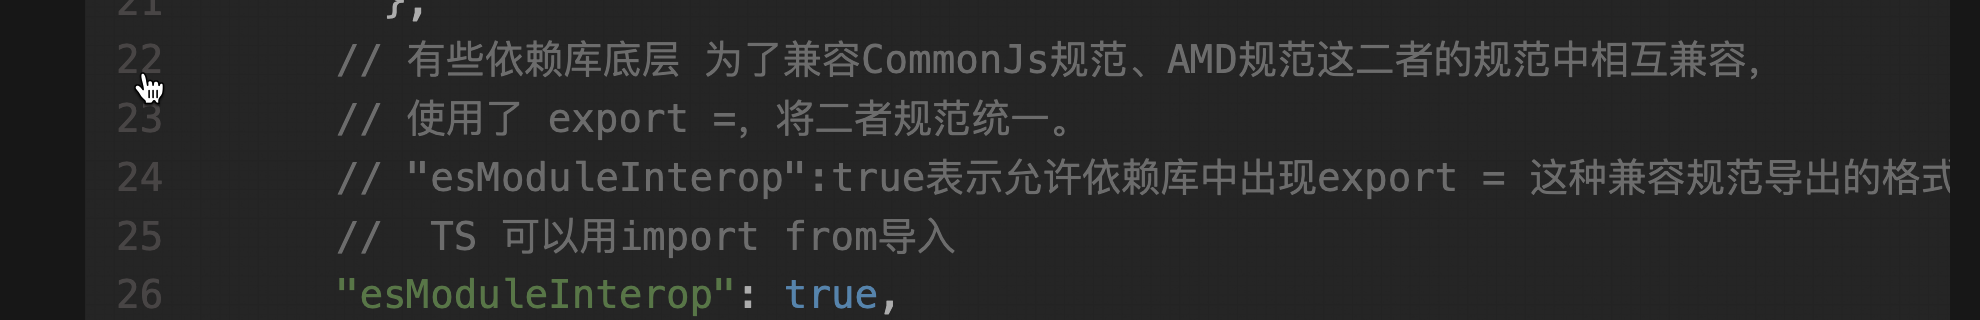 21 },
22 // 有些依赖库底层 为了兼容CommonJs规范、AMD规范这二者的规范中相互兼容,
23 // 使用了 export =, 将二者规范统一。
24 // "esModuleInterop":true表示允许依赖库中出现export = 这种兼容规范导出的格式
25 //  TS 可以用import from导入
26 "esModuleInterop": true,